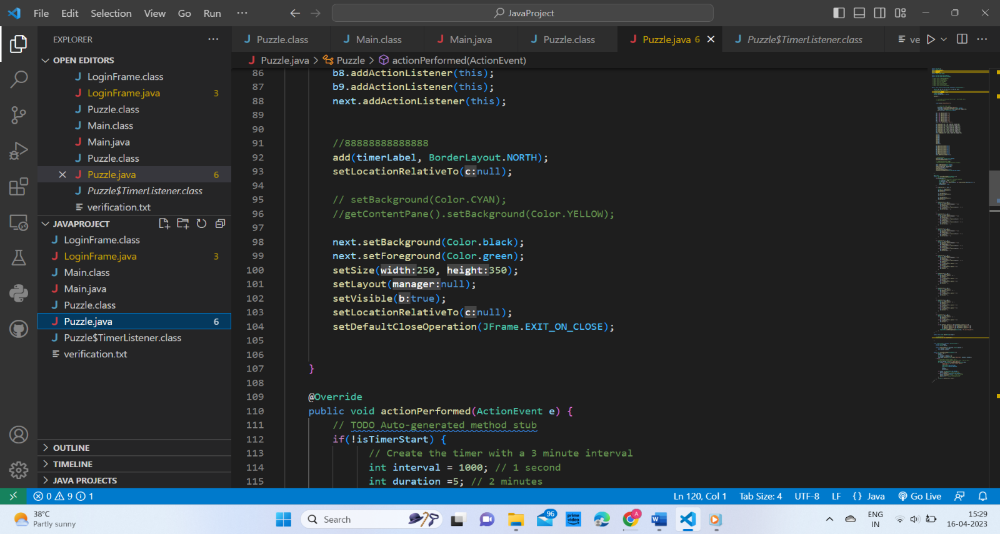 File Edit Selection View Go Run ··· JavaProject
EXPLORER ···
OPEN EDITORS
LoginFrame.class
LoginFrame.java 3
Puzzle.class
Main.class
Main.java
Puzzle.class
Puzzle.java 6
Puzzle$TimerListener.class
verification.txt
JAVAPROJECT
LoginFrame.class
LoginFrame.java 3
Main.class
Main.java
Puzzle.class
Puzzle.java 6
Puzzle$TimerListener.class
verification.txt
OUTLINE
TIMELINE
JAVA PROJECTS
Puzzle.class Main.class Main.java Puzzle.class Puzzle.java 6 Puzzle$TimerListener.class ve
Puzzle.java > Puzzle > actionPerformed(ActionEvent)
86 b8.addActionListener(this);
87 b9.addActionListener(this);
88 next.addActionListener(this);
89
90
91 //88888888888888
92 add(timerLabel, BorderLayout.NORTH);
93 setLocationRelativeTo(c:null);
94
95 // setBackground(Color.CYAN);
96 //getContentPane().setBackground(Color.YELLOW);
97
98 next.setBackground(Color.black);
99 next.setForeground(Color.green);
100 setSize(width:250, height:350);
101 setLayout(manager:null);
102 setVisible(b:true);
103 setLocationRelativeTo(c:null);
104 setDefaultCloseOperation(JFrame.EXIT_ON_CLOSE);
105
106
107 }
108
109 @Override
110 public void actionPerformed(ActionEvent e) {
111 // TODO Auto-generated method stub
112 if(!isTimerStart) {
113 // Create the timer with a 3 minute interval
114 int interval = 1000; // 1 second
115 int duration =5; // 2 minutes
0 9 1 Ln 120, Col 1 Tab Size: 4 UTF-8 LF {} Java Go Live
38°C
Partly sunny
Search
96
prime video
A
ENG
IN
15:29
16-04-2023